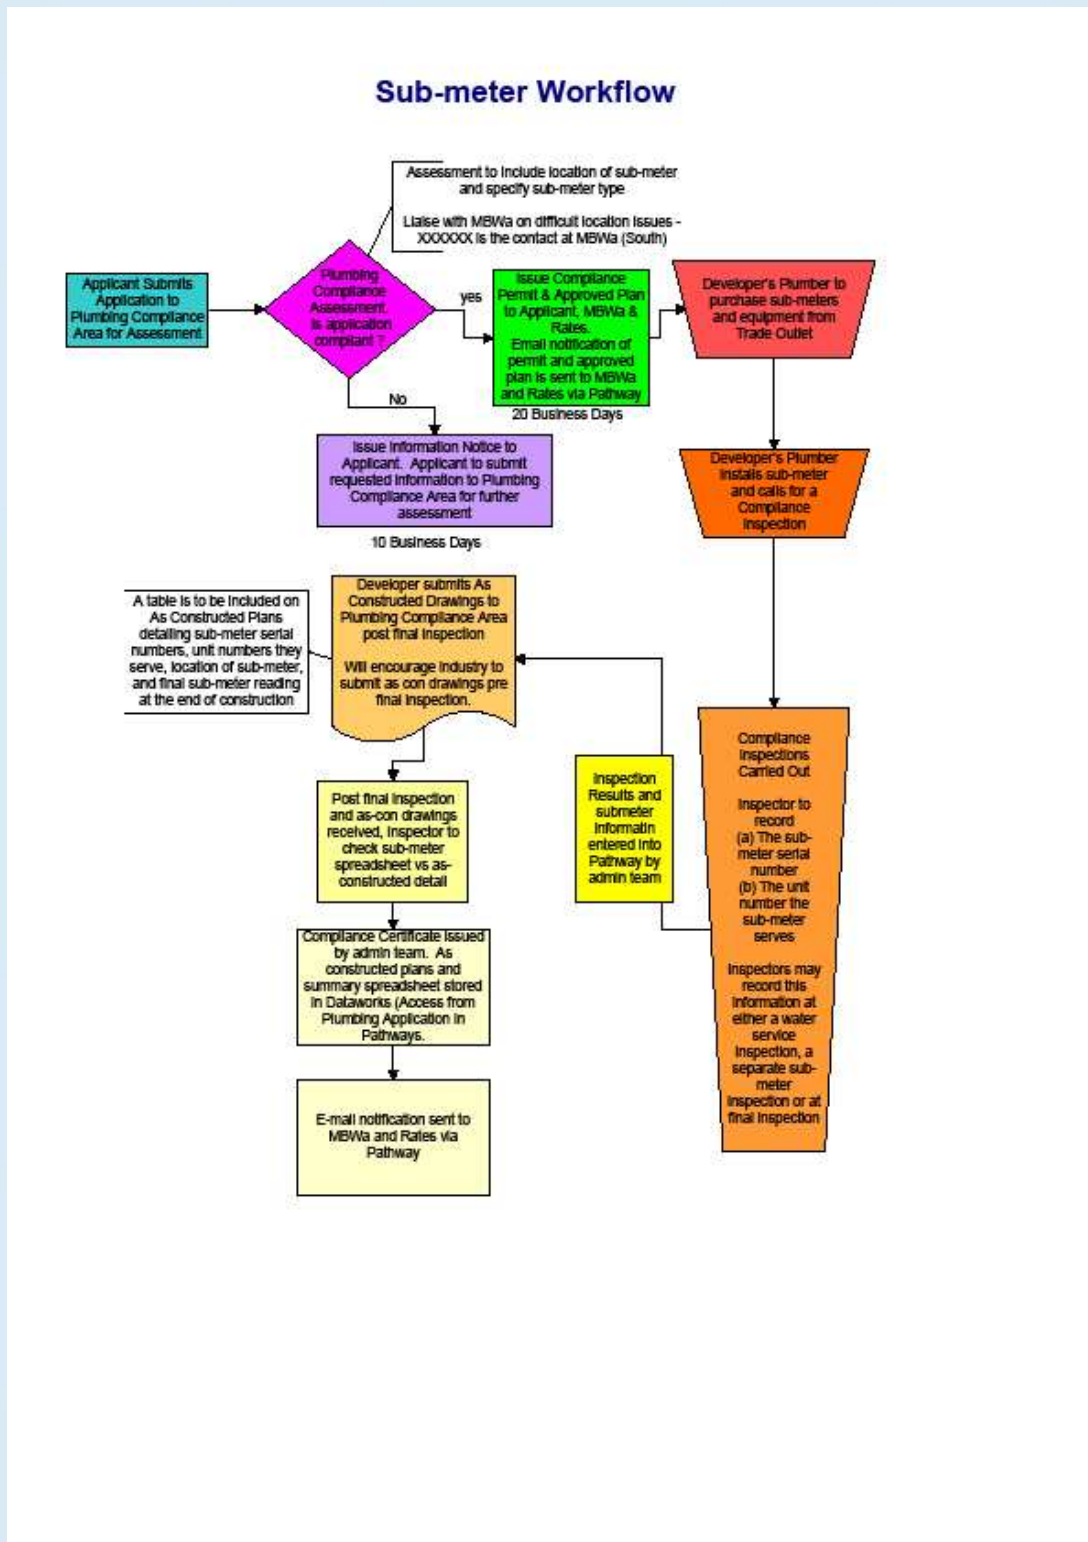 Sub-meter Workflow
Assessment to include location of sub-meter
and specify sub-meter type
Liaise with MBWa on difficult location issues -
XXXXXX is the contact at MBWa (South)
Applicant Submits
Application to
Plumbing Compliance
Area for Assessment
Plumbing
Compliance
Assessment.
Is application
compliant ?
yes
No
Issue Compliance
Permit & Approved Plan
to Applicant, MBWa &
Rates.
Email notification of
permit and approved
plan is sent to MBWa
and Rates via Pathway
20 Business Days
Developer's Plumber to
purchase sub-meters
and equipment from
Trade Outlet
Issue Information Notice to
Applicant. Applicant to submit
requested information to Plumbing
Compliance Area for further
assessment
10 Business Days
Developer's Plumber
installs sub-meter
and calls for a
Compliance
Inspection
A table is to be included on
As Constructed Plans
detailing sub-meter serial
numbers, unit numbers they
serve, location of sub-meter,
and final sub-meter reading
at the end of construction
Developer submits As
Constructed Drawings to
Plumbing Compliance Area
post final inspection
Will encourage industry to
submit as con drawings pre
final inspection.
Compliance
Inspections
Carried Out
Inspector to
record
(a) The sub-
meter serial
number
(b) The unit
number the
sub-meter
serves
Inspectors may
record this
information at
either a water
service
inspection, a
separate sub-
meter
inspection or at
final inspection
Inspection
Results and
submeter
informatin
entered into
Pathway by
admin team
Post final inspection
and as-con drawings
received, inspector to
check sub-meter
spreadsheet vs as-
constructed detail
Compliance Certificate issued
by admin team. As
constructed plans and
summary spreadsheet stored
in Dataworks (Access from
Plumbing Application in
Pathways.
E-mail notification sent to
MBWa and Rates via
Pathway